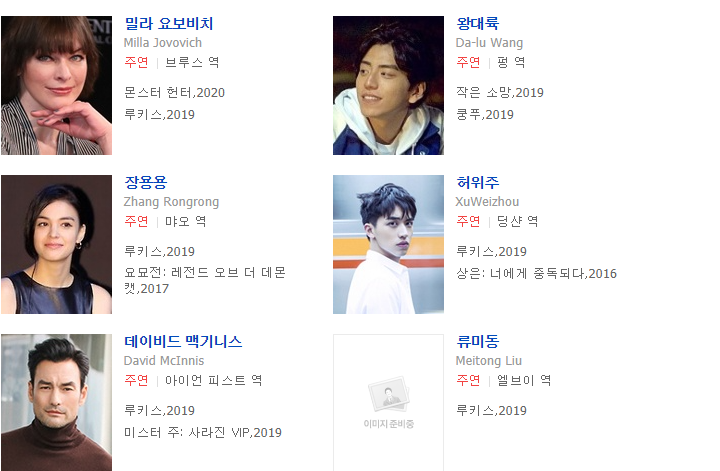 밀라 요보비치
Milla Jovovich
주연 | 브루스 역
몬스터 헌터,2020
루키스,2019
왕대륙
Da-lu Wang
주연 | 펑 역
작은 소망,2019
쿵푸,2019
장용용
Zhang Rongrong
주연 | 먀오 역
루키스,2019
요묘전: 레전드 오브 더 데몬
캣,2017
허위주
XuWeizhou
주연 | 덩샨 역
루키스,2019
상은: 너에게 중독되다,2016
데이비드 맥기니스
David McInnis
주연 | 아이언 피스트 역
루키스,2019
미스터 주: 사라진 VIP,2019
류미동
Meitong Liu
주연 | 엘브이 역
루키스,2019
이미지 준비중